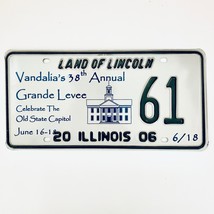 LAND OF LINCOLN
Vandalia's 38th Annual
Grande Levee
Celebrate The
Old State Capitol
June 16-18
61
20 ILLINOIS 06
6/18